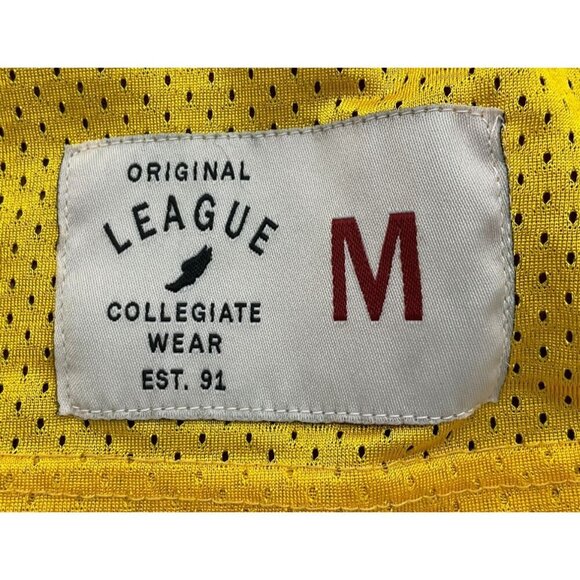 ORIGINAL
LEAGUE
COLLEGIATE
WEAR
EST. 91
M